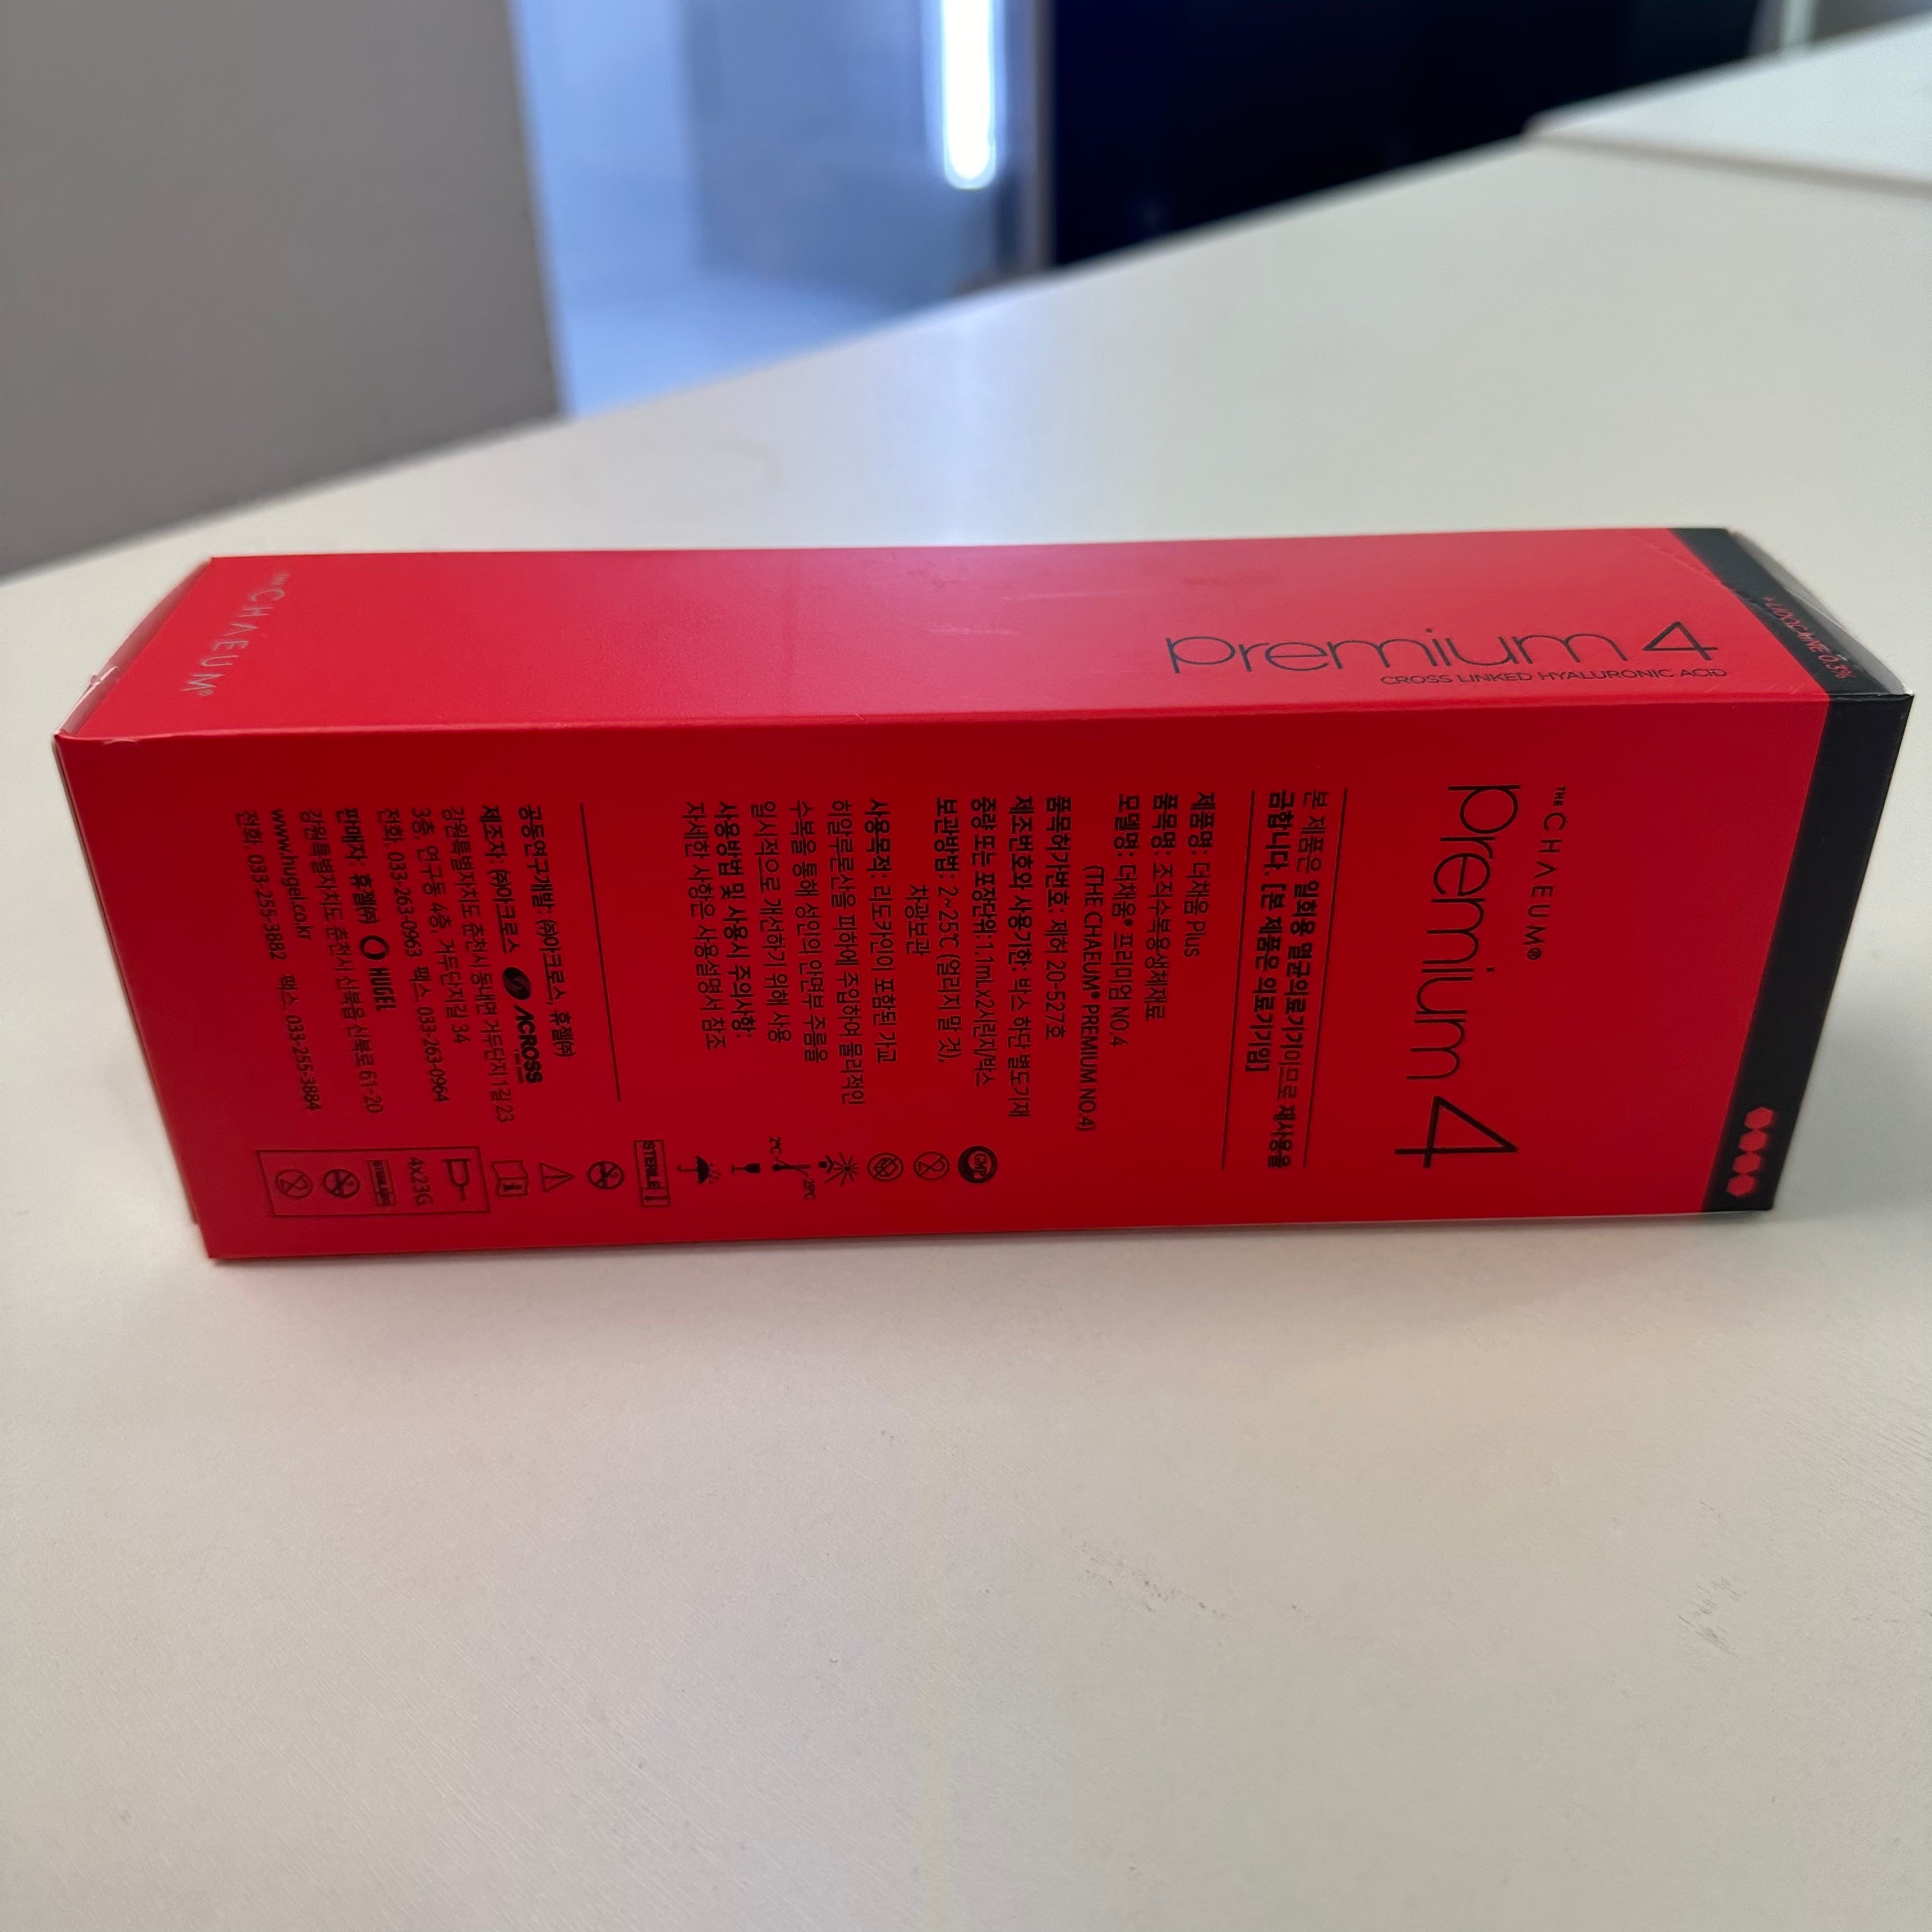 THE CHAEUM®
premium 4
CROSS LINKED HYALURONIC ACID
+ LIDOCAINE 0.3%
THE CHAEUM®
premium 4
본 제품은 일회용 멸균의료기기이므로 재사용을
금합니다. [본 제품은 의료기기임]
제품명: 더채움 Plus
품목명: 조직수복용생체재료
모델명: 더채움® 프리미엄 NO.4
(THE CHAEUM® PREMIUM NO.4)
품목허가번호: 제허 20-527호
제조번호와 사용기한: 박스 하단 별도기재
중량 또는 포장단위: 1.1mLx2시린지/박스
보관방법: 2~25℃ (얼리지 말 것),
차광보관
사용목적: 리도카인이 포함된 가교
히알루론산을 피하에 주입하여 물리적인
수복을 통해 성인의 안면부 주름을
일시적으로 개선하기 위해 사용
사용방법 및 사용시 주의사항:
자세한 사항은 사용설명서 참조
공동연구개발: ㈜아크로스, 휴젤㈜
제조자: ㈜아크로스 ACROSS
강원특별자치도 춘천시 동내면 거두단지1길 23
3층, 연구동 4층, 거두단지길 34
전화. 033-263-0963 팩스. 033-263-0964
판매자: 휴젤㈜ HUGEL
강원특별자치도 춘천시 신북읍 신북로 61-20
www.hugel.co.kr
전화. 033-255-3882 팩스. 033-255-3884
GMP
2℃
25℃
STERILE
4x23G